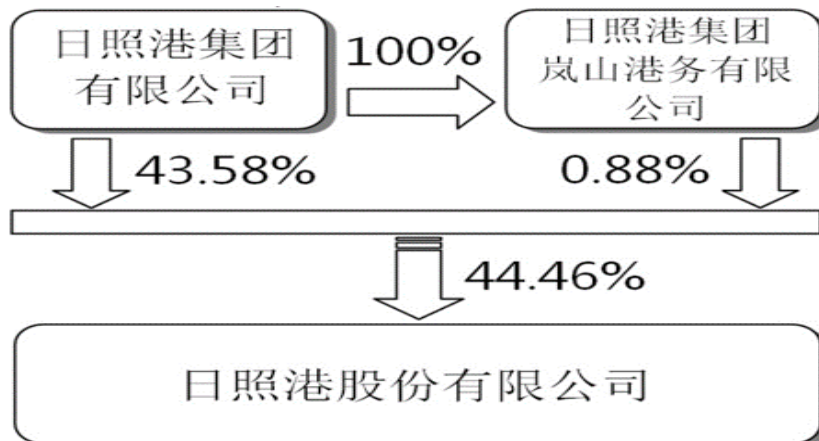 日照港集团
有限公司
100%
日照港集团
岚山港务有限
公司
43.58%
0.88%
44.46%
日照港股份有限公司